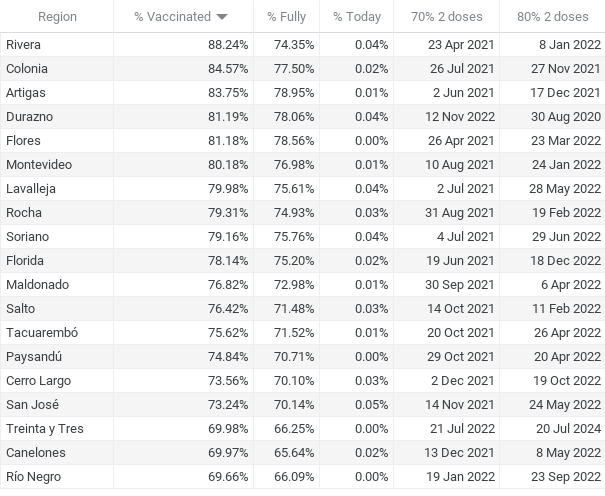 Region % Vaccinated % Fully % Today 70% 2 doses 80% 2 doses
Rivera 88.24% 74.35% 0.04% 23 Apr 2021 8 Jan 2022
Colonia 84.57% 77.50% 0.02% 26 Jul 2021 27 Nov 2021
Artigas 83.75% 78.95% 0.01% 2 Jun 2021 17 Dec 2021
Durazno 81.19% 78.06% 0.04% 12 Nov 2022 30 Aug 2020
Flores 81.18% 78.56% 0.00% 26 Apr 2021 23 Mar 2022
Montevideo 80.18% 76.98% 0.01% 10 Aug 2021 24 Jan 2022
Lavalleja 79.98% 75.61% 0.04% 2 Jul 2021 28 May 2022
Rocha 79.31% 74.93% 0.03% 31 Aug 2021 19 Feb 2022
Soriano 79.16% 75.76% 0.04% 4 Jul 2021 29 Jun 2022
Florida 78.14% 75.20% 0.02% 19 Jun 2021 18 Dec 2022
Maldonado 76.82% 72.98% 0.01% 30 Sep 2021 6 Apr 2022
Salto 76.42% 71.48% 0.03% 14 Oct 2021 11 Feb 2022
Tacuarembó 75.62% 71.52% 0.01% 20 Oct 2021 26 Apr 2022
Paysandú 74.84% 70.71% 0.00% 29 Oct 2021 20 Apr 2022
Cerro Largo 73.56% 70.10% 0.03% 2 Dec 2021 19 Oct 2022
San José 73.24% 70.14% 0.05% 14 Nov 2021 24 May 2022
Treinta y Tres 69.98% 66.25% 0.00% 21 Jul 2022 20 Jul 2024
Canelones 69.97% 65.64% 0.02% 13 Dec 2021 8 May 2022
Río Negro 69.66% 66.09% 0.00% 19 Jan 2022 23 Sep 2022